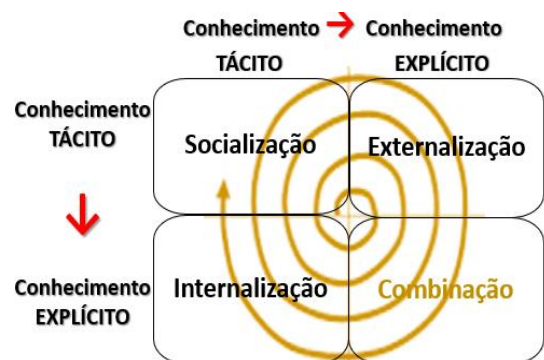 Conhecimento → Conhecimento
TÁCITO EXPLÍCITO
Conhecimento
TÁCITO
Socialização Externalização
Conhecimento
EXPLÍCITO
Internalização Combinação